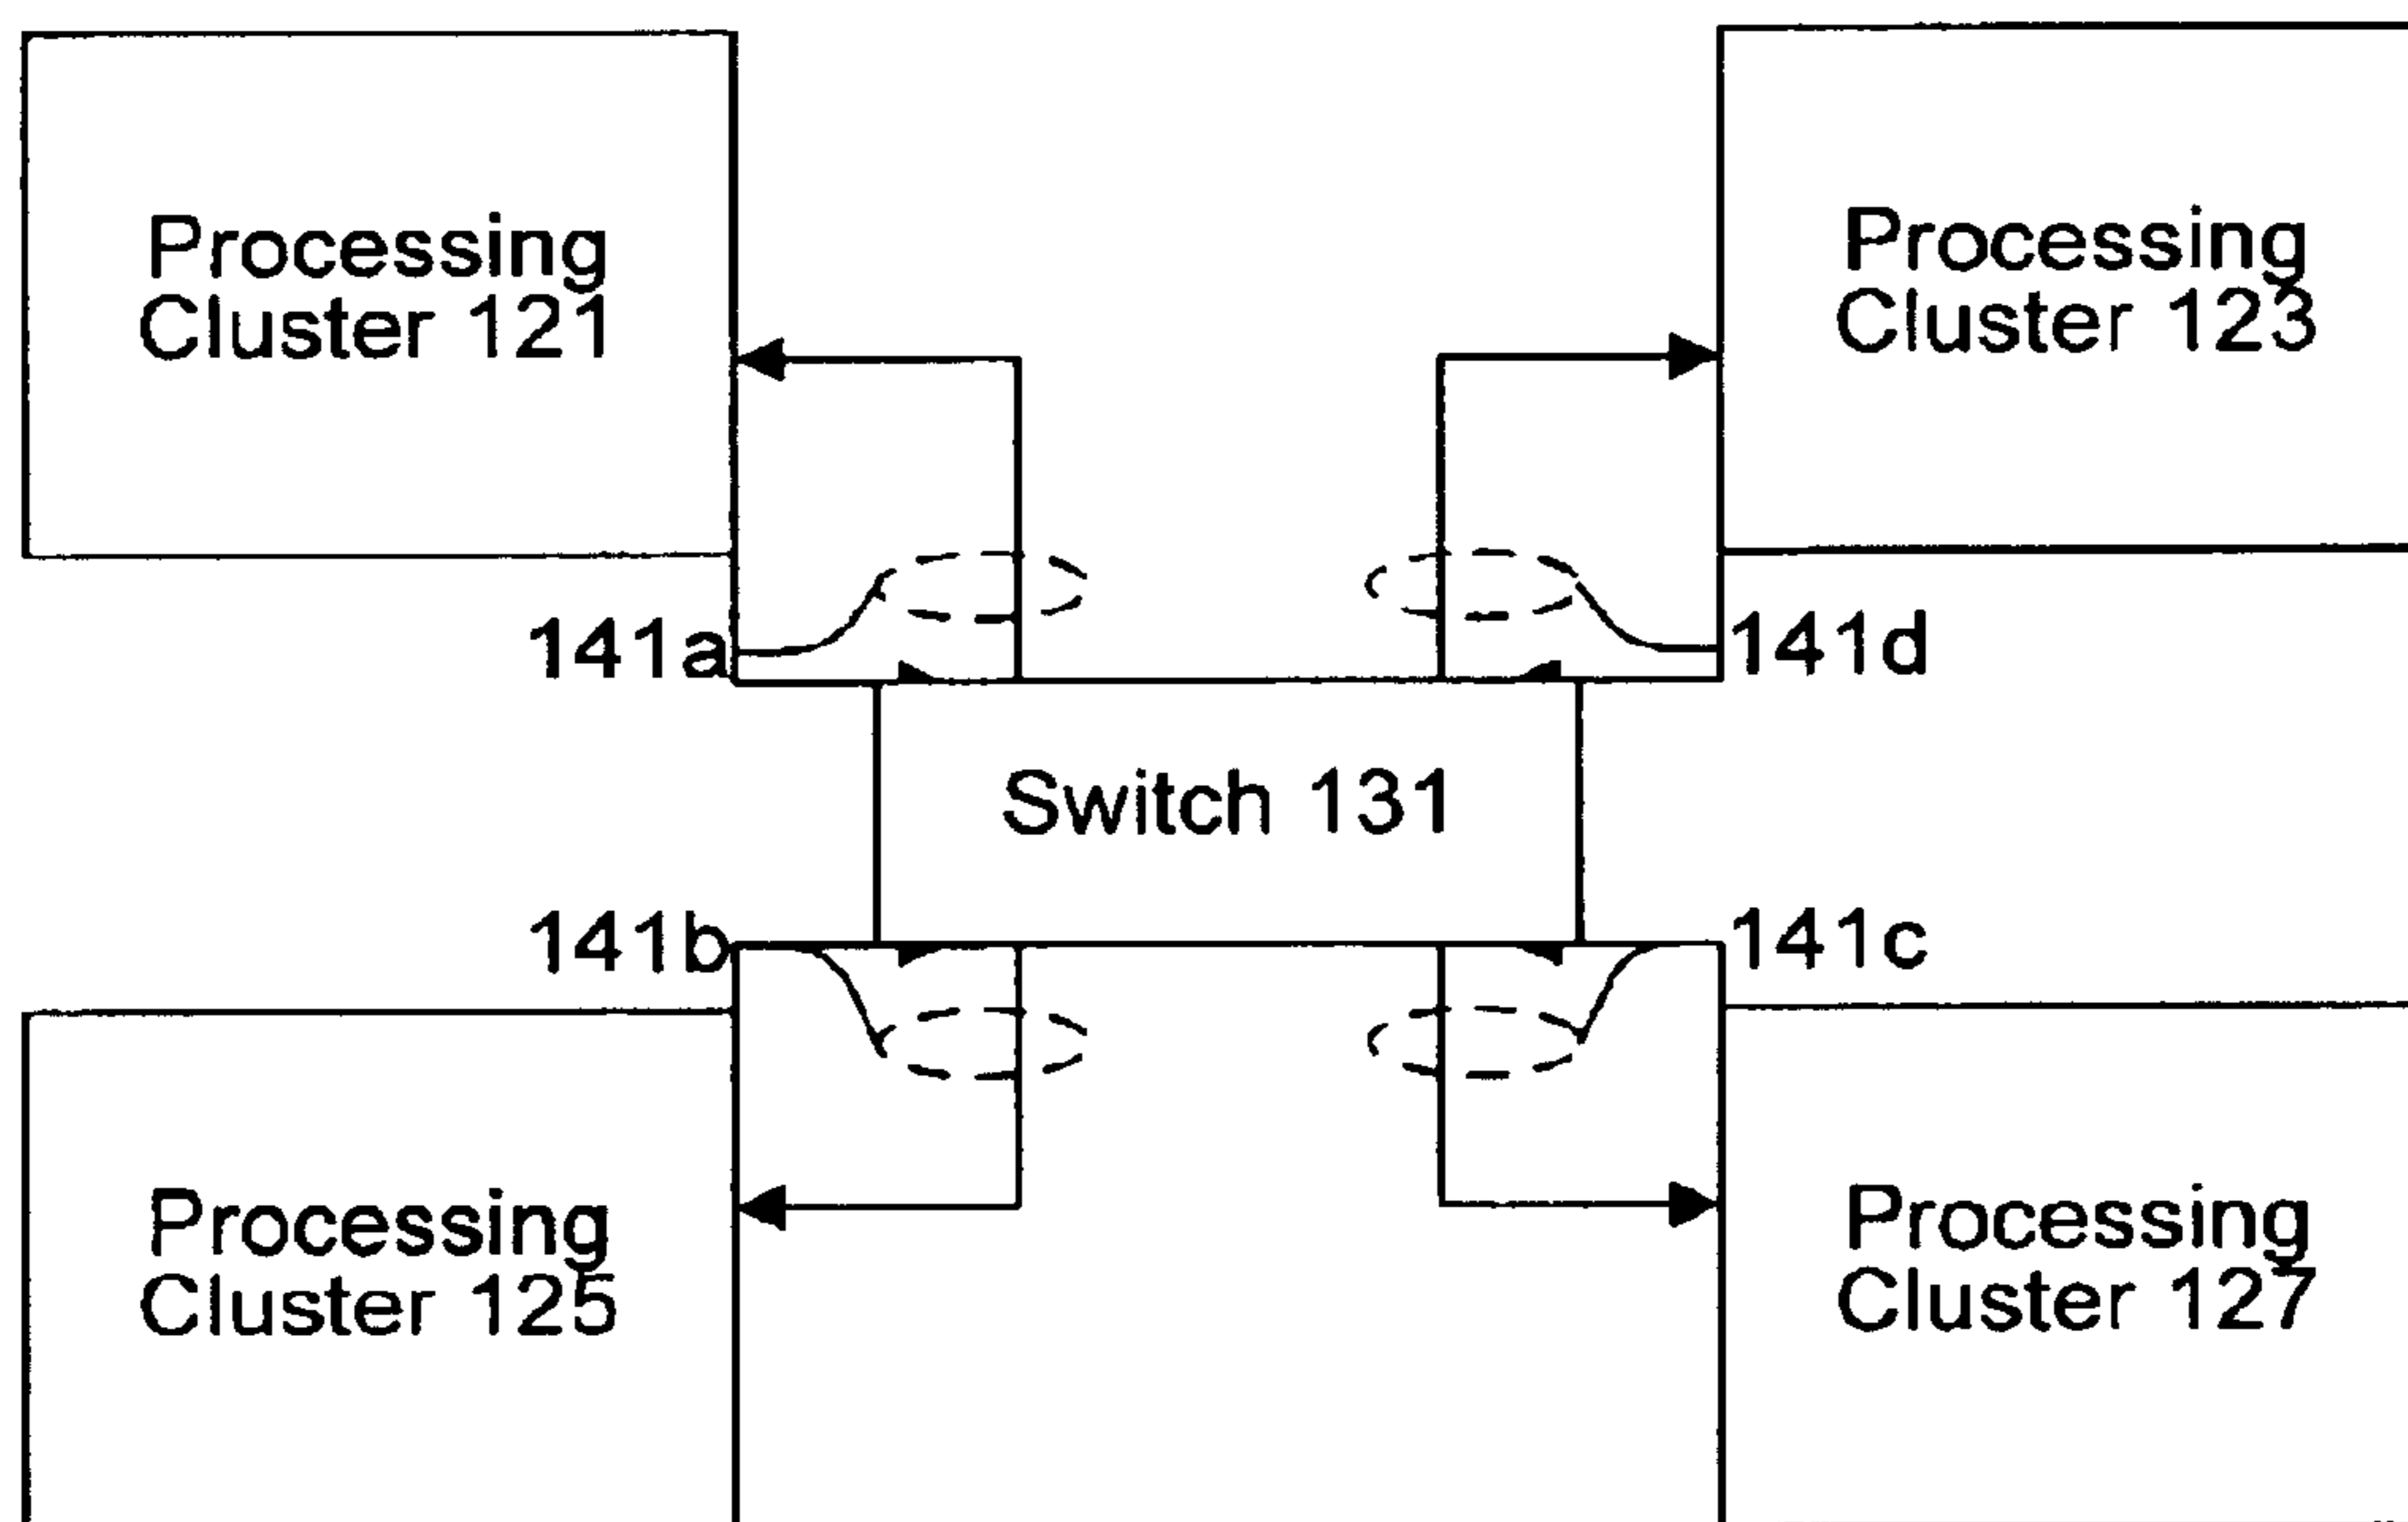 Processing
Cluster 121
Processing
Cluster 123
141a
141d
Switch 131
141b
141c
Processing
Cluster 125
Processing
Cluster 127